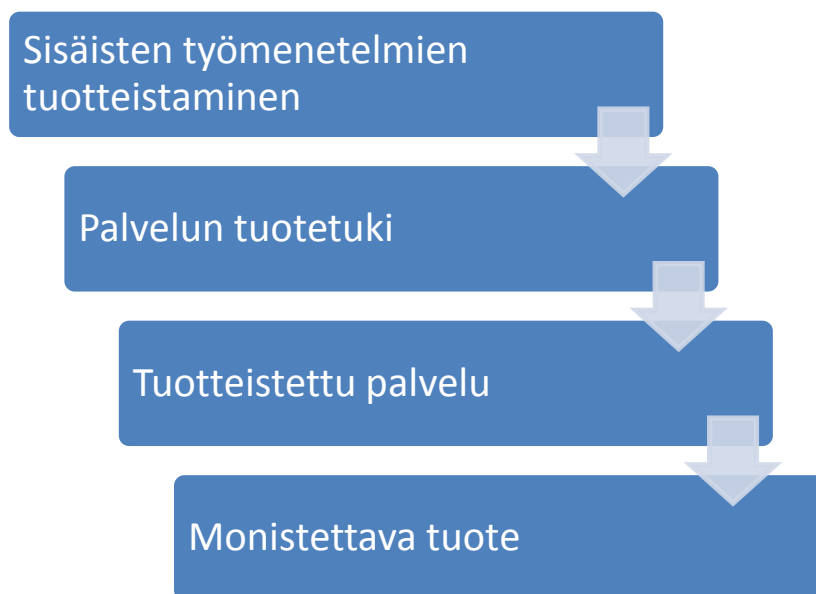 Sisäisten työmenetelmien
tuotteistaminen
Palvelun tuotetuki
Tuotteistettu palvelu
Monistettava tuote